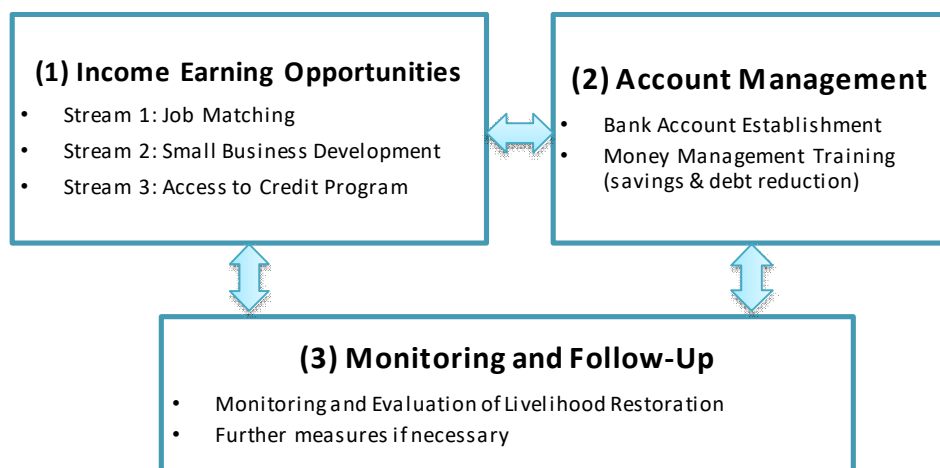 (1) Income Earning Opportunities
• Stream 1: Job Matching
• Stream 2: Small Business Development
• Stream 3: Access to Credit Program
(2) Account Management
• Bank Account Establishment
• Money Management Training
(savings & debt reduction)
(3) Monitoring and Follow-Up
• Monitoring and Evaluation of Livelihood Restoration
• Further measures if necessary